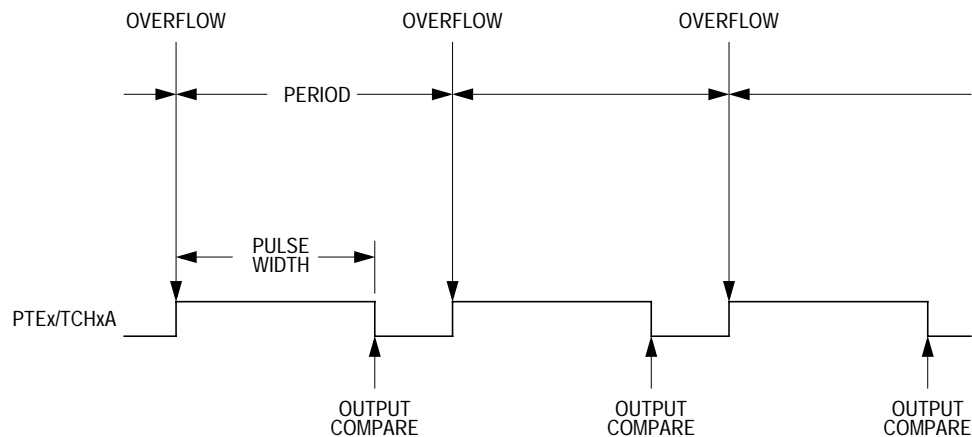 OVERFLOW
OVERFLOW
OVERFLOW
PERIOD
PULSE
WIDTH
PTEx/TCHxA
OUTPUT
COMPARE
OUTPUT
COMPARE
OUTPUT
COMPARE